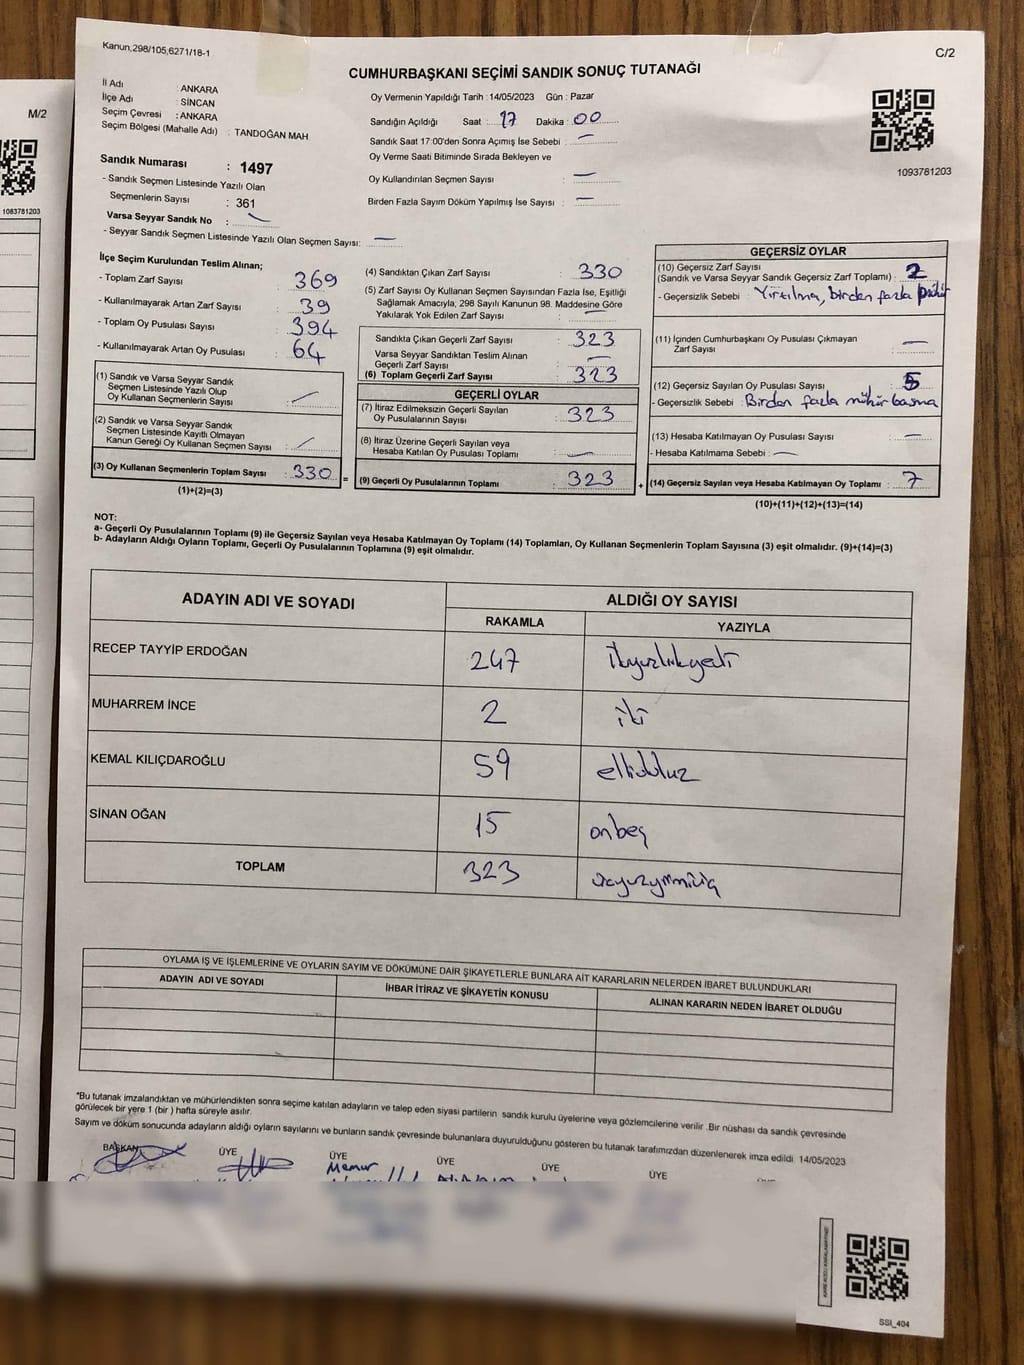 Kanun,298/105,6271/18-1
C/2
CUMHURBAŞKANI SEÇİMİ SANDIK SONUÇ TUTANAĞI
İl Adı : ANKARA
İlçe Adı : SİNCAN
Seçim Çevresi : ANKARA
Seçim Bölgesi (Mahalle Adı) : TANDOĞAN MAH
Oy Vermenin Yapıldığı Tarih : 14/05/2023 Gün : Pazar
Sandığın Açıldığı Saat : 17 Dakika : 00
Sandık Saat 17:00'den Sonra Açımış İse Sebebi : —
Oy Verme Saati Bitiminde Sırada Bekleyen ve
Oy Kullandırılan Seçmen Sayısı : —
Birden Fazla Sayım Döküm Yapılmış İse Sayısı : —
1093781203
Sandık Numarası : 1497
- Sandık Seçmen Listesinde Yazılı Olan
Seçmenlerin Sayısı : 361
Varsa Seyyar Sandık No : —
- Seyyar Sandık Seçmen Listesinde Yazılı Olan Seçmen Sayısı: —
İlçe Seçim Kurulundan Teslim Alınan;
- Toplam Zarf Sayısı 369
- Kullanılmayarak Artan Zarf Sayısı : 39
- Toplam Oy Pusulası Sayısı : 394
- Kullanılmayarak Artan Oy Pusulası : 64
(1) Sandık ve Varsa Seyyar Sandık
Seçmen Listesinde Yazılı Olup
Oy Kullanan Seçmenlerin Sayısı : —
(2) Sandık ve Varsa Seyyar Sandık
Seçmen Listesinde Kayıtlı Olmayan
Kanun Gereği Oy Kullanan Seçmen Sayısı : —
(3) Oy Kullanan Seçmenlerin Toplam Sayısı : 330
(1)+(2)=(3)
=
(4) Sandıktan Çıkan Zarf Sayısı : 330
(5) Zarf Sayısı Oy Kullanan Seçmen Sayısından Fazla İse, Eşitliği
Sağlamak Amacıyla; 298 Sayılı Kanunun 98. Maddesine Göre
Yakılarak Yok Edilen Zarf Sayısı : —
Sandıkta Çıkan Geçerli Zarf Sayısı : 323
Varsa Seyyar Sandıktan Teslim Alınan
Geçerli Zarf Sayısı : —
(6) Toplam Geçerli Zarf Sayısı : 323
GEÇERLİ OYLAR
(7) İtiraz Edilmeksizin Geçerli Sayılan
Oy Pusulalarının Sayısı : 323
(8) İtiraz Üzerine Geçerli Sayılan veya
Hesaba Katılan Oy Pusulası Toplamı : —
(9) Geçerli Oy Pusulalarının Toplamı : 323
+
GEÇERSİZ OYLAR
(10) Geçersiz Zarf Sayısı
(Sandık ve Varsa Seyyar Sandık Geçersiz Zarf Toplamı) : 2
- Geçersizlik Sebebi : Yırtılma, birden fazla mühür
(11) İçinden Cumhurbaşkanı Oy Pusulası Çıkmayan
Zarf Sayısı : —
(12) Geçersiz Sayılan Oy Pusulası Sayısı : 5
- Geçersizlik Sebebi : Birden fazla mühür basma
(13) Hesaba Katılmayan Oy Pusulası Sayısı : —
- Hesaba Katılmama Sebebi : —
(14) Geçersiz Sayılan veya Hesaba Katılmayan Oy Toplamı : 7
(10)+(11)+(12)+(13)=(14)
NOT:
a- Geçerli Oy Pusulalarının Toplamı (9) ile Geçersiz Sayılan veya Hesaba Katılmayan Oy Toplamı (14) Toplamları, Oy Kullanan Seçmenlerin Toplam Sayısına (3) eşit olmalıdır. (9)+(14)=(3)
b- Adayların Aldığı Oyların Toplamı, Geçerli Oy Pusulalarının Toplamına (9) eşit olmalıdır.
ADAYIN ADI VE SOYADI ALDIĞI OY SAYISI
RAKAMLA YAZIYLA
RECEP TAYYİP ERDOĞAN 247 ikiyüzkırkyedi
MUHARREM İNCE 2 iki
KEMAL KILIÇDAROĞLU 59 ellidokuz
SİNAN OĞAN 15 onbeş
TOPLAM 323 üçyüzyirmiüç
OYLAMA İŞ VE İŞLEMLERİNE VE OYLARIN SAYIM VE DÖKÜMÜNE DAİR ŞİKAYETLERLE BUNLARA AİT KARARLARIN NELERDEN İBARET BULUNDUKLARI
ADAYIN ADI VE SOYADI İHBAR İTİRAZ VE ŞİKAYETİN KONUSU ALINAN KARARIN NEDEN İBARET OLDUĞU
*Bu tutanak imzalandıktan ve mühürlendikten sonra seçime katılan adayların ve talep eden siyasi partilerin sandık kurulu üyelerine veya gözlemcilerine verilir .Bir nüshası da sandık çevresinde
görülecek bir yere 1 (bir ) hafta süreyle asılır.
Sayım ve döküm sonucunda adayların aldığı oyların sayılarını ve bunların sandık çevresinde bulunanlara duyurulduğunu gösteren bu tutanak tarafımızdan düzenlenerek imza edildi 14/05/2023
BAŞKAN ÜYE ÜYE ÜYE ÜYE ÜYE
Memur
SSI_404
M/2
1083781203